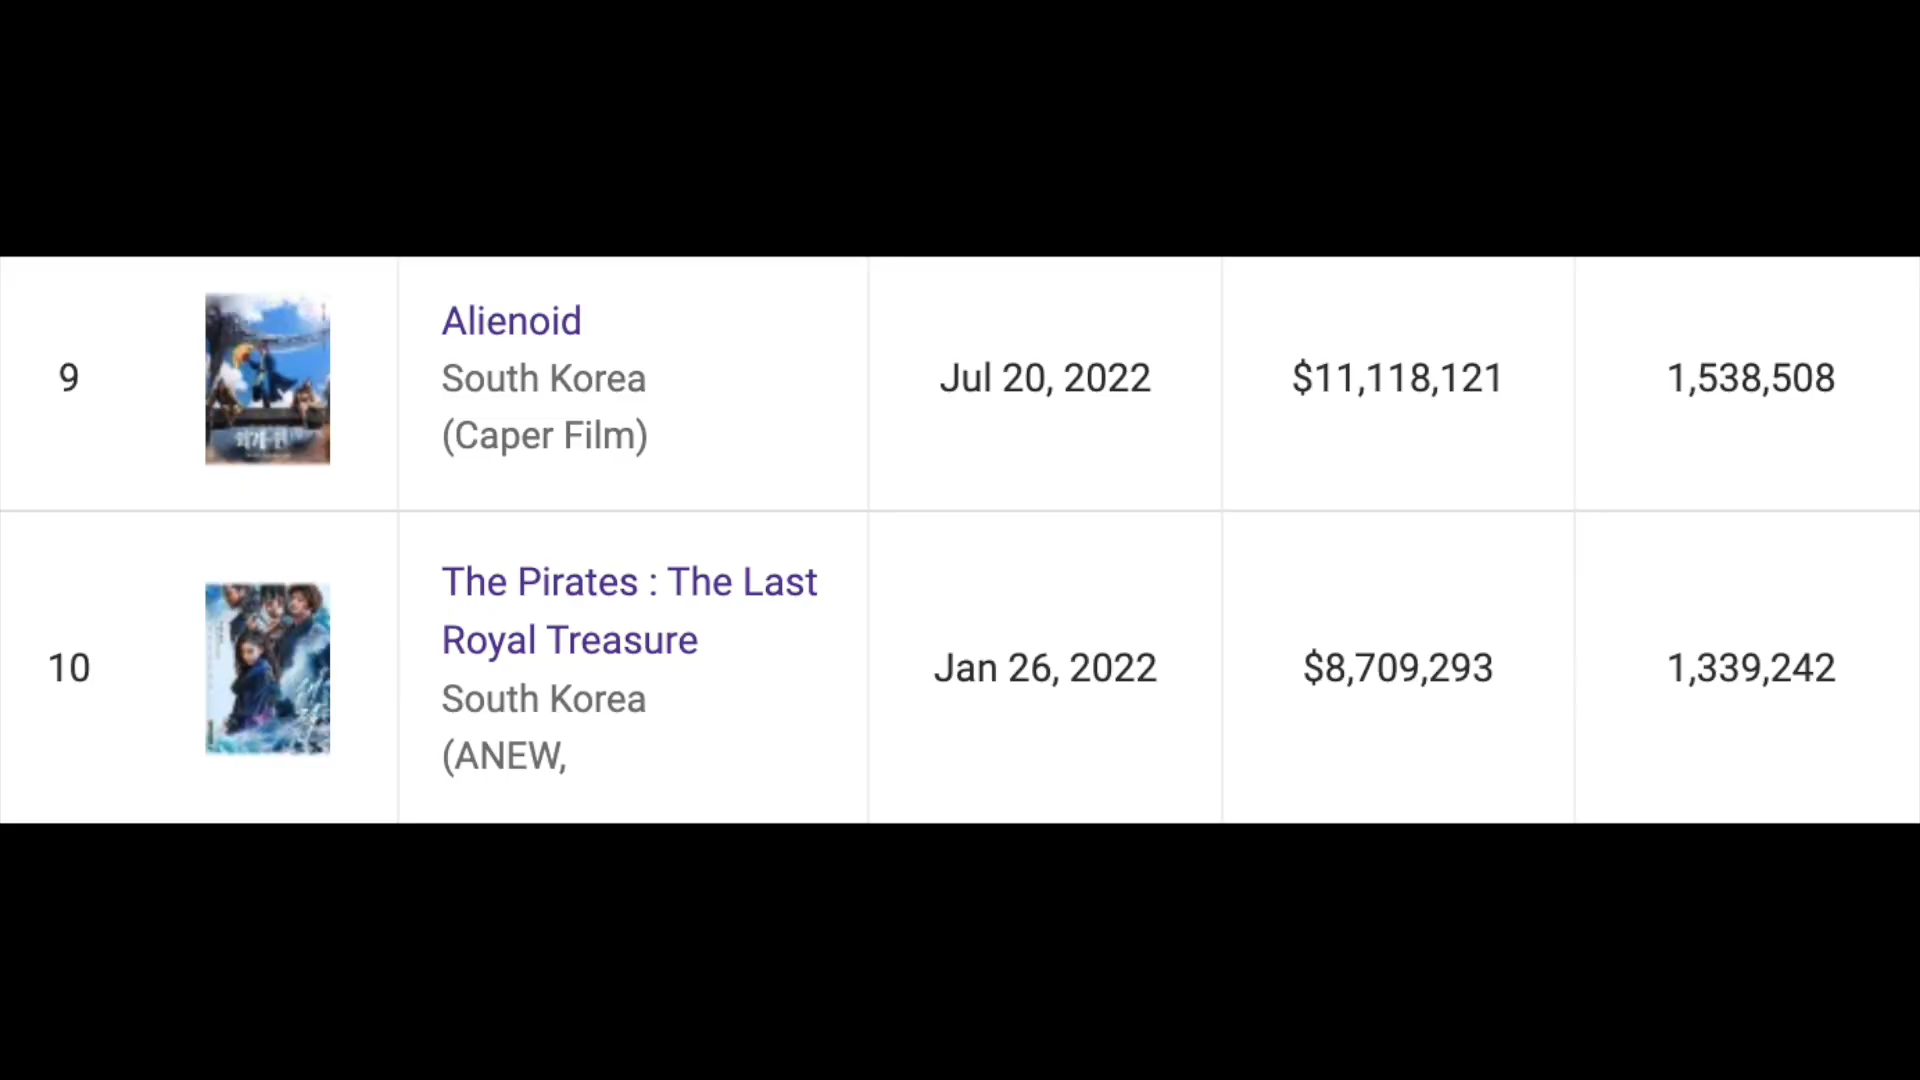 9
Alienoid
South Korea
(Caper Film)
Jul 20, 2022
$11,118,121
1,538,508
10
The Pirates : The Last
Royal Treasure
South Korea
(ANEW,
Jan 26, 2022
$8,709,293
1,339,242